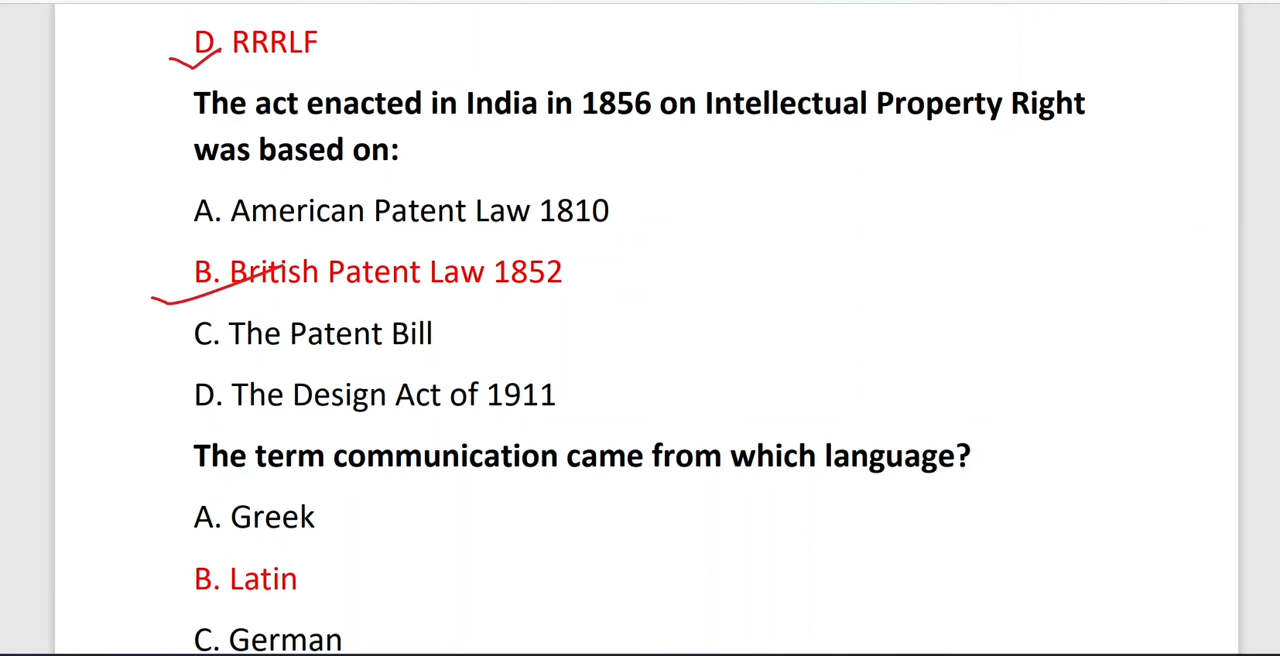 D. RRRLF
The act enacted in India in 1856 on Intellectual Property Right
was based on:
A. American Patent Law 1810
B. British Patent Law 1852
C. The Patent Bill
D. The Design Act of 1911
The term communication came from which language?
A. Greek
B. Latin
C. German